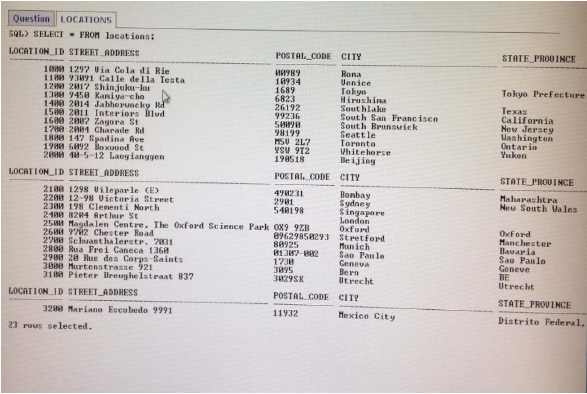 Question LOCATIONS
SQL> SELECT * FROM locations;
LOCATION_ID STREET_ADDRESS POSTAL_CODE CITY STATE_PROVINCE
1000 1297 Via Cola di Rie 00989 Roma
1100 93091 Calle della Testa 10934 Venice
1200 2017 Shinjuku-ku 1689 Tokyo Tokyo Prefecture
1300 9450 Kamiya-cho 6823 Hiroshima
1400 2014 Jabberwocky Rd 26192 Southlake Texas
1500 2011 Interiors Blvd 99236 South San Francisco California
1600 2007 Zagora St 50090 South Brunswick New Jersey
1700 2004 Charade Rd 98199 Seattle Washington
1800 147 Spadina Ave M5V 2L7 Toronto Ontario
1900 6092 Boxwood St YSW 9T2 Whitehorse Yukon
2000 40-5-12 Laogianggen 190518 Beijing
LOCATION_ID STREET_ADDRESS POSTAL_CODE CITY STATE_PROVINCE
2100 1298 Vileparle (E) 490231 Bombay Maharashtra
2200 12-98 Victoria Street 2901 Sydney New South Wales
2300 198 Clementi North 540198 Singapore
2400 8204 Arthur St London
2500 Magdalen Centre, The Oxford Science Park OX9 9ZB Oxford Oxford
2600 9702 Chester Road 09629850293 Stretford Manchester
2700 Schwanthalerstr. 7031 80925 Munich Bavaria
2800 Rua Frei Caneca 1360 01307-002 Sao Paulo Sao Paulo
2900 20 Rue des Corps-Saints 1730 Geneva Geneve
3000 Murtenstrasse 921 3095 Bern BE
3100 Pieter Breughelstraat 837 3029SK Utrecht Utrecht
LOCATION_ID STREET_ADDRESS POSTAL_CODE CITY STATE_PROVINCE
3200 Mariano Escobedo 9991 11932 Mexico City Distrito Federal,
23 rows selected.